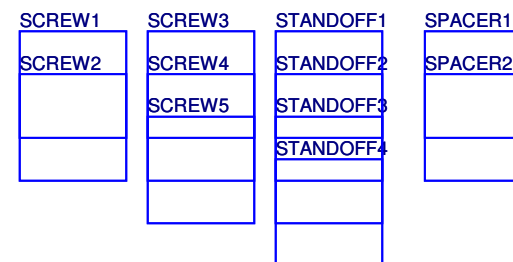 SCREW1 SCREW3 STANDOFF1 SPACER1
SCREW2 SCREW4 STANDOFF2 SPACER2
SCREW5 STANDOFF3
STANDOFF4